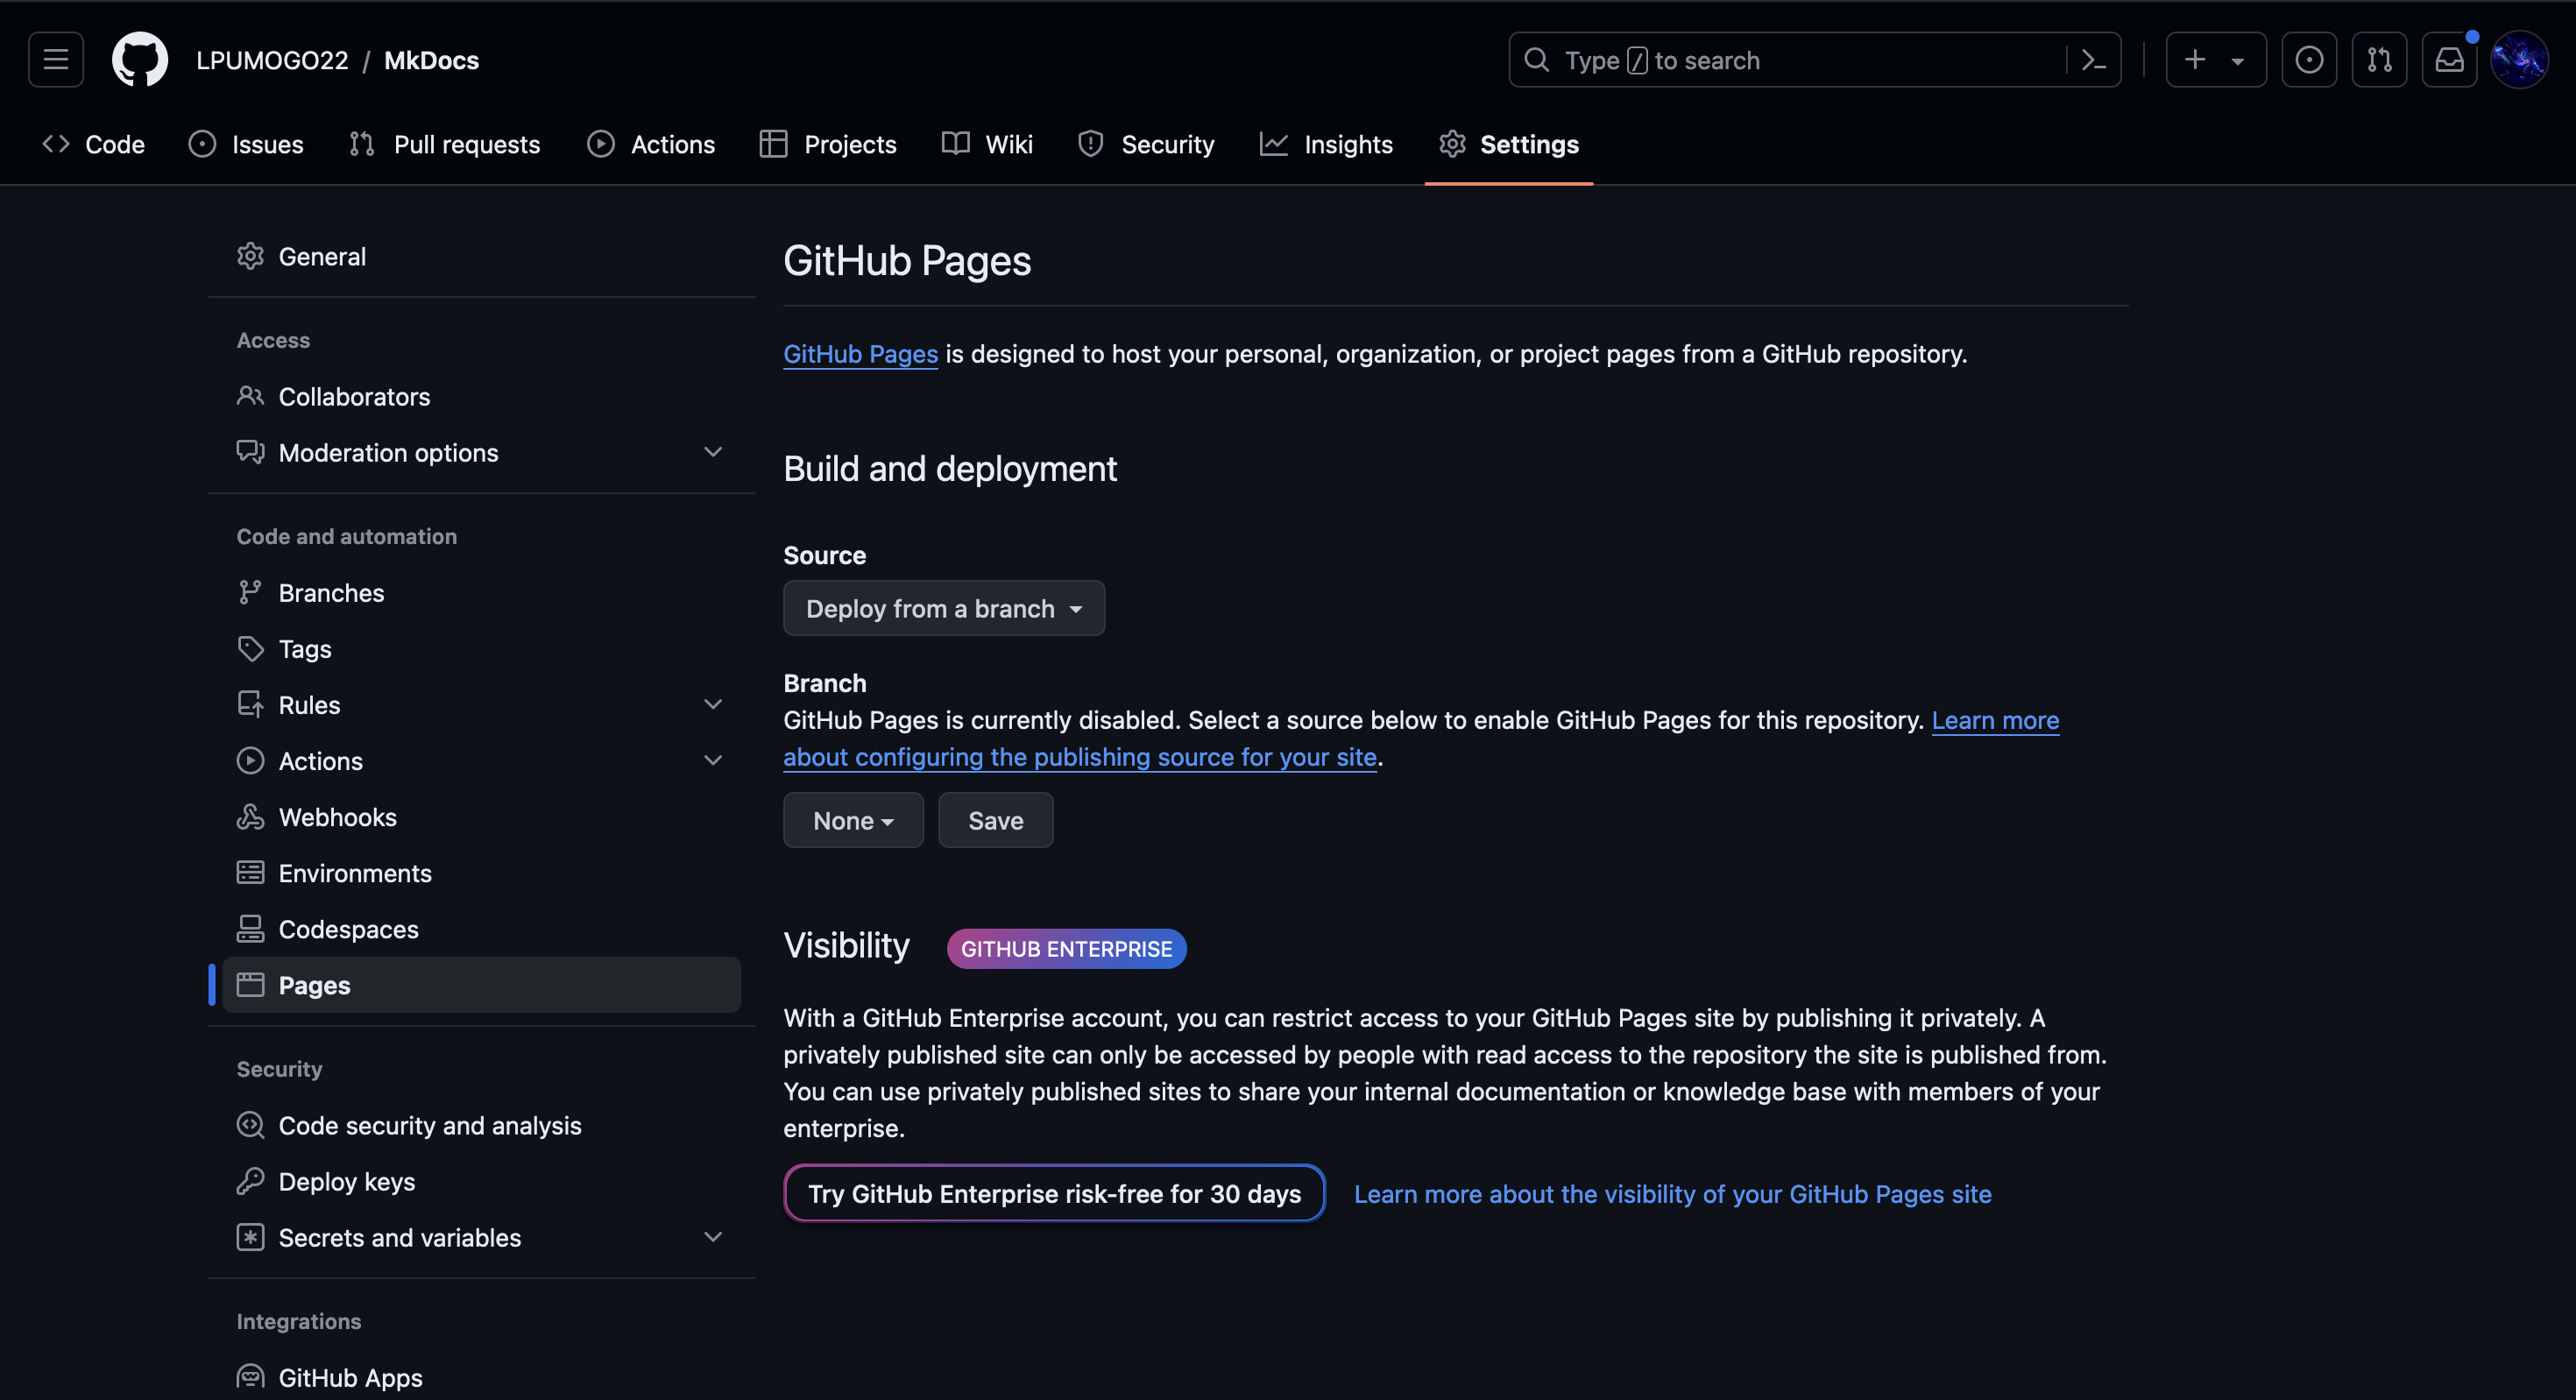 LPUMOGO22 / MkDocs
Type / to search
Code Issues Pull requests Actions Projects Wiki Security Insights Settings
General
Access
Collaborators
Moderation options
Code and automation
Branches
Tags
Rules
Actions
Webhooks
Environments
Codespaces
Pages
Security
Code security and analysis
Deploy keys
Secrets and variables
Integrations
GitHub Apps
GitHub Pages
GitHub Pages is designed to host your personal, organization, or project pages from a GitHub repository.
Build and deployment
Source
Deploy from a branch
Branch
GitHub Pages is currently disabled. Select a source below to enable GitHub Pages for this repository. Learn more
about configuring the publishing source for your site.
None Save
Visibility GITHUB ENTERPRISE
With a GitHub Enterprise account, you can restrict access to your GitHub Pages site by publishing it privately. A
privately published site can only be accessed by people with read access to the repository the site is published from.
You can use privately published sites to share your internal documentation or knowledge base with members of your
enterprise.
Try GitHub Enterprise risk-free for 30 days Learn more about the visibility of your GitHub Pages site